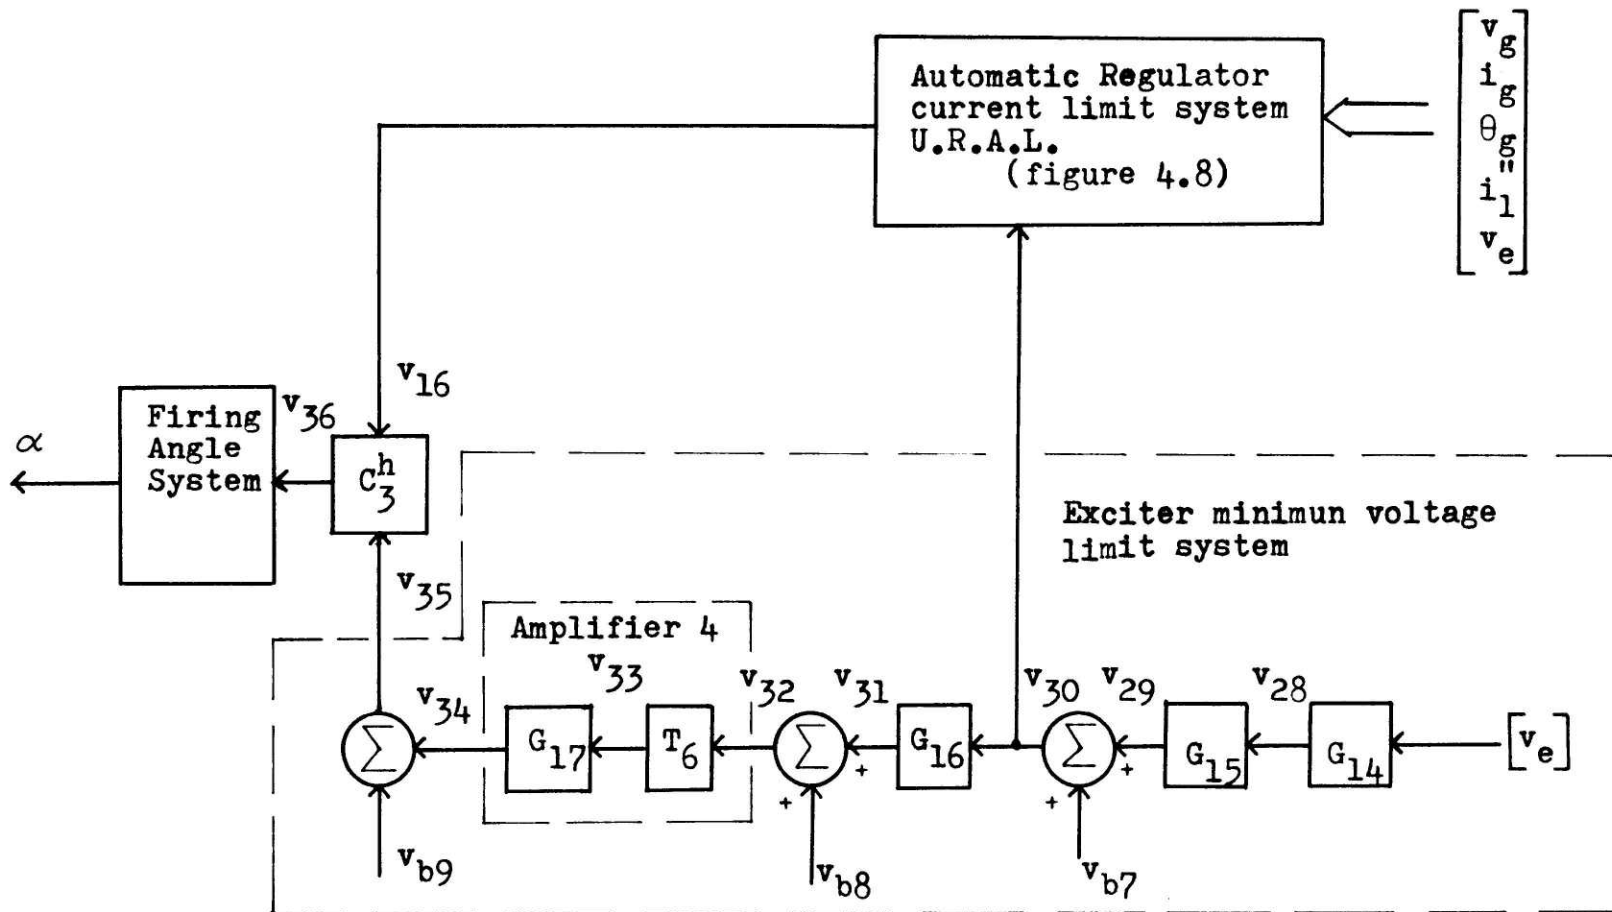 v_g
i_g
θ_g
i_l"
v_e
Automatic Regulator
current limit system
U.R.A.L.
(figure 4.8)
v_16
v_36
Firing
Angle
System
α
C_3^h
Exciter minimun voltage
limit system
v_35
Amplifier 4
v_33
v_34
v_32
v_31
v_30
v_29
v_28
Σ
G_17
T_6
Σ
G_16
Σ
G_15
G_14
[v_e]
+
+
+
+
v_b9
v_b8
v_b7